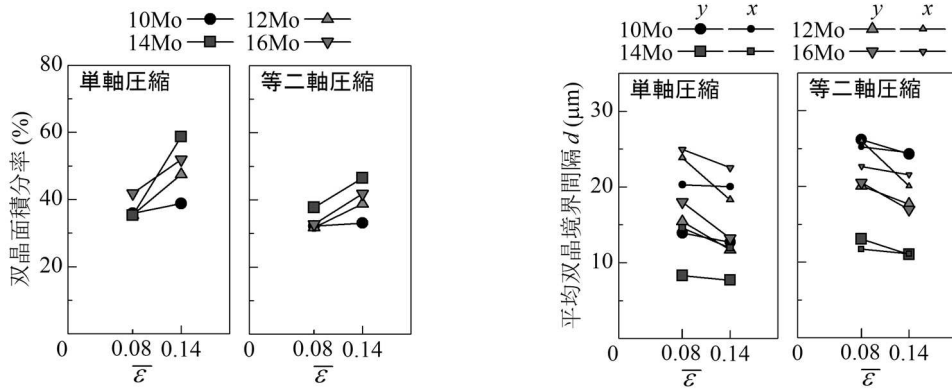 10Mo 12Mo
14Mo 16Mo
双晶面積分率 (%)
80
60
40
20
0
単軸圧縮
等二軸圧縮
0.08 0.14
0.08 0.14
ε̅
ε̅
y x y x
10Mo 12Mo
14Mo 16Mo
平均双晶境界間隔 d (μm)
30
20
10
0
単軸圧縮
等二軸圧縮
0.08 0.14
0.08 0.14
ε̅
ε̅